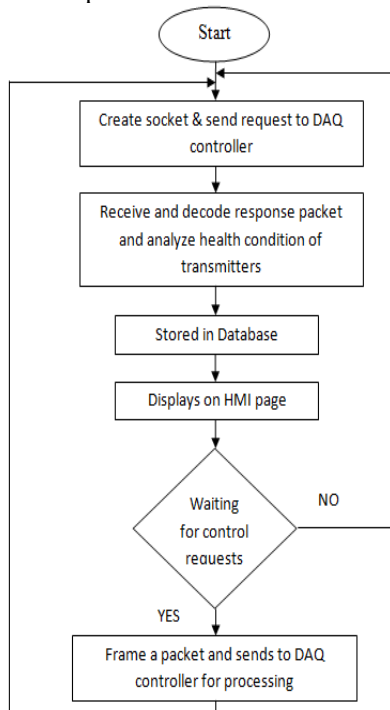 Start
Create socket & send request to DAQ
controller
Receive and decode response packet
and analyze health condition of
transmitters
Stored in Database
Displays on HMI page
Waiting
for control
requests
NO
YES
Frame a packet and sends to DAQ
controller for processing